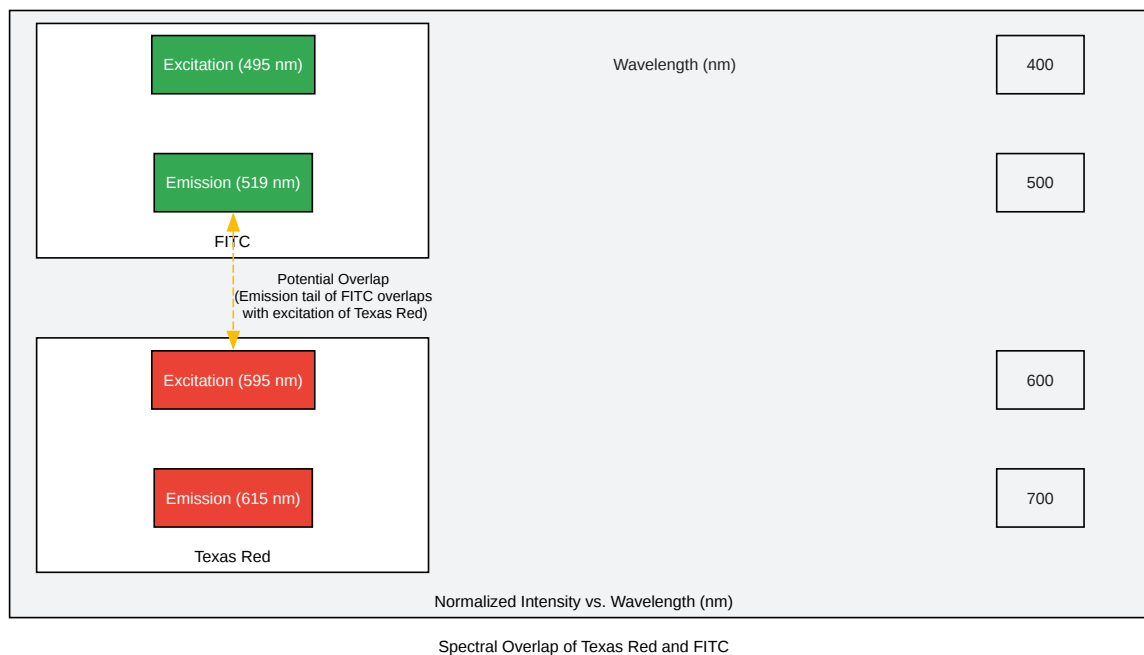 Excitation (495 nm)
Wavelength (nm)
400
Emission (519 nm)
500
FITC
Potential Overlap
(Emission tail of FITC overlaps
with excitation of Texas Red)
Excitation (595 nm)
600
Emission (615 nm)
700
Texas Red
Normalized Intensity vs. Wavelength (nm)
Spectral Overlap of Texas Red and FITC